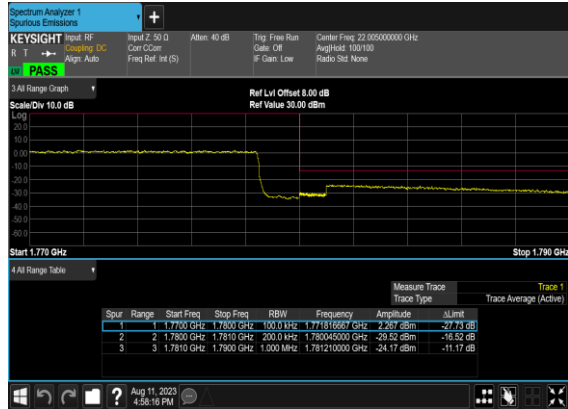 Spectrum Analyzer 1
Spurious Emissions
+
KEYSIGHT Input: RF Input Z: 50 Ω Atten: 40 dB Trig: Free Run Center Freq: 22.005000000 GHz
R T Coupling: DC Corr CCorr Gate: Off Avg|Hold: 100/100
Align: Auto Freq Ref: Int (S) IF Gain: Low Radio Std: None
PASS
3 All Range Graph
Ref Lvl Offset 8.00 dB
Scale/Div 10.0 dB Ref Value 30.00 dBm
Log
20.0
10.0
0.00
-10.0
-20.0
-30.0
-40.0
-50.0
-60.0
Start 1.770 GHz Stop 1.790 GHz
4 All Range Table
Measure Trace Trace 1
Trace Type Trace Average (Active)
Spur Range Start Freq Stop Freq RBW Frequency Amplitude ΔLimit
1 1 1.7700 GHz 1.7800 GHz 100.0 kHz 1.771816667 GHz 2.267 dBm -27.73 dB
2 2 1.7800 GHz 1.7810 GHz 200.0 kHz 1.780045000 GHz -29.52 dBm -16.52 dB
3 3 1.7810 GHz 1.7900 GHz 1.000 MHz 1.781210000 GHz -24.17 dBm -11.17 dB
? Aug 11, 2023
4:58:16 PM